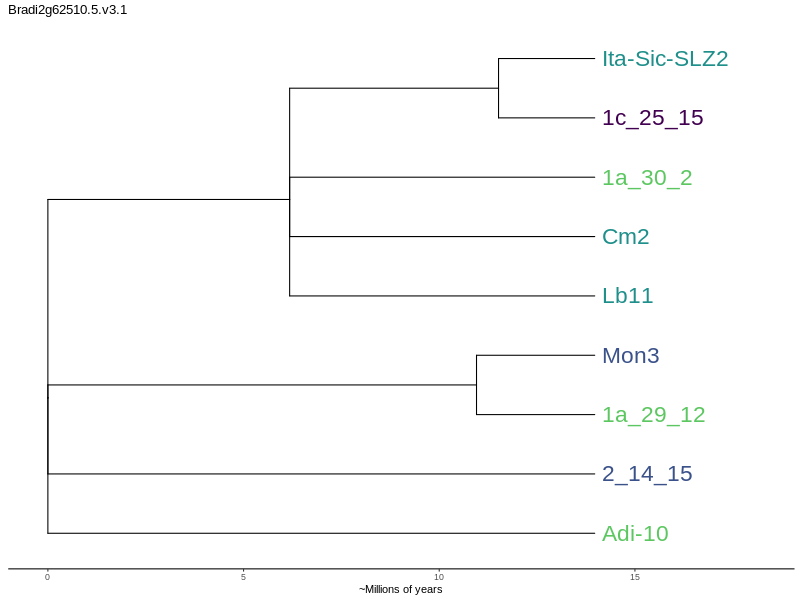 Bradi2g62510.5.v3.1
Ita-Sic-SLZ2
1c_25_15
1a_30_2
Cm2
Lb11
Mon3
1a_29_12
2_14_15
Adi-10
0 5 10 15
~Millions of years